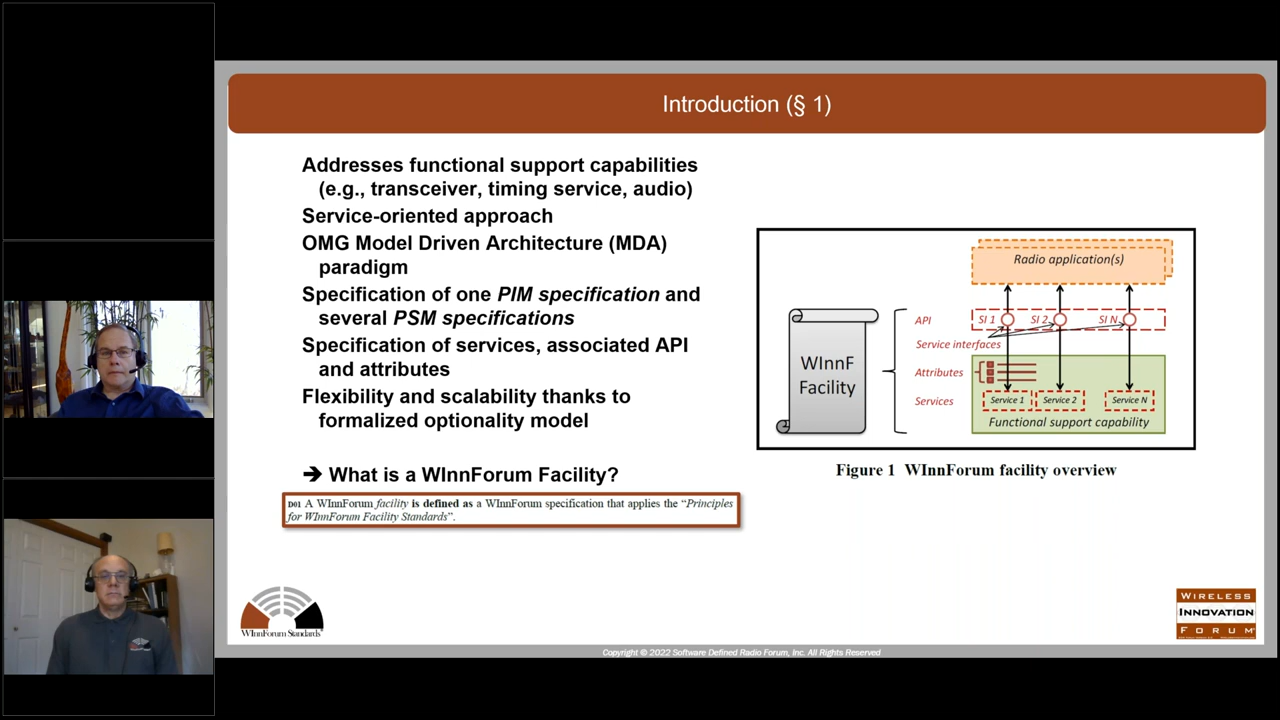 Introduction (§ 1)
Addresses functional support capabilities
(e.g., transceiver, timing service, audio)
Service-oriented approach
OMG Model Driven Architecture (MDA)
paradigm
Specification of one PIM specification and
several PSM specifications
Specification of services, associated API
and attributes
Flexibility and scalability thanks to
formalized optionality model
➔ What is a WInnForum Facility?
D01 A WInnForum facility is defined as a WInnForum specification that applies the “Principles
for WInnForum Facility Standards”.
Radio application(s)
API
SI 1
SI 2
SI N
Service interfaces
WInnF
Facility
Attributes
Services
Service 1
Service 2
Service N
Functional support capability
Figure 1 WInnForum facility overview
WInnForum Standards
WIRELESS
INNOVATION
FORUM
Copyright © 2022 Software Defined Radio Forum, Inc. All Rights Reserved